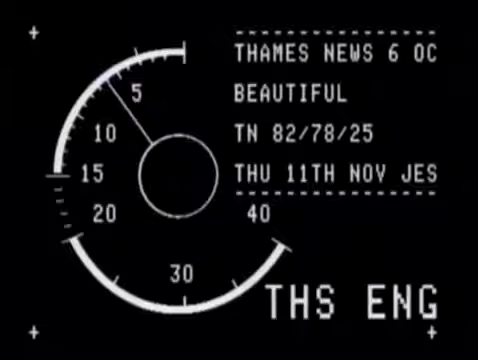 THAMES NEWS 6 OC
BEAUTIFUL
TN 82/78/25
THU 11TH NOV JES
5
10
15
20
30
40
THS ENG